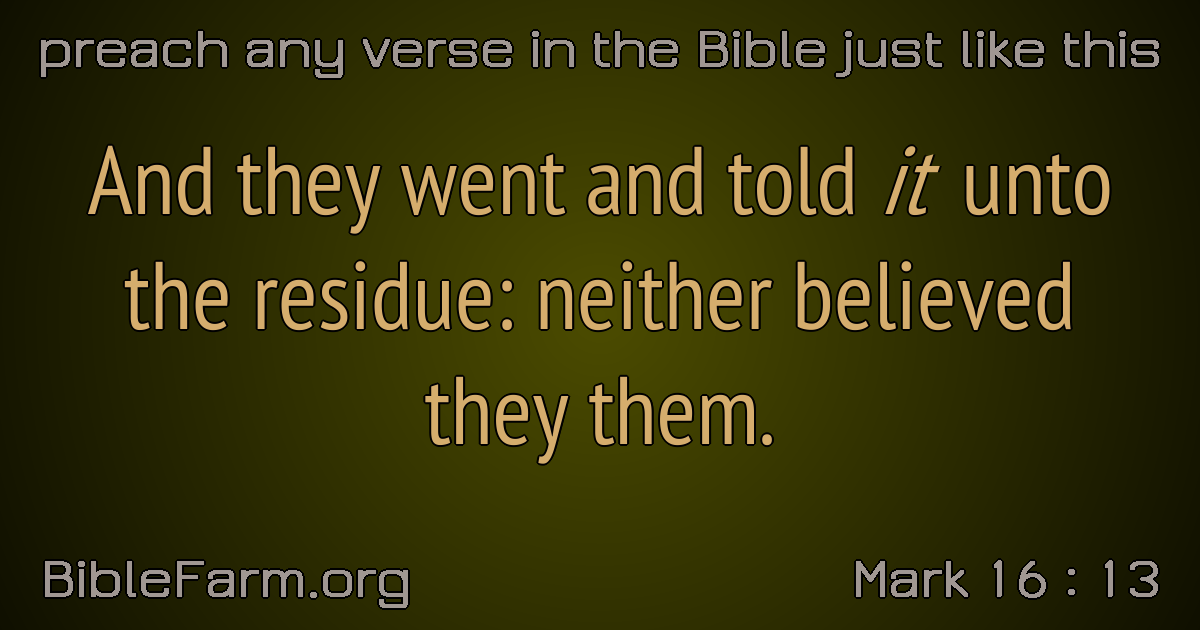 preach any verse in the Bible just like this
And they went and told it unto
the residue: neither believed
they them.
BibleFarm.org
Mark 16 : 13